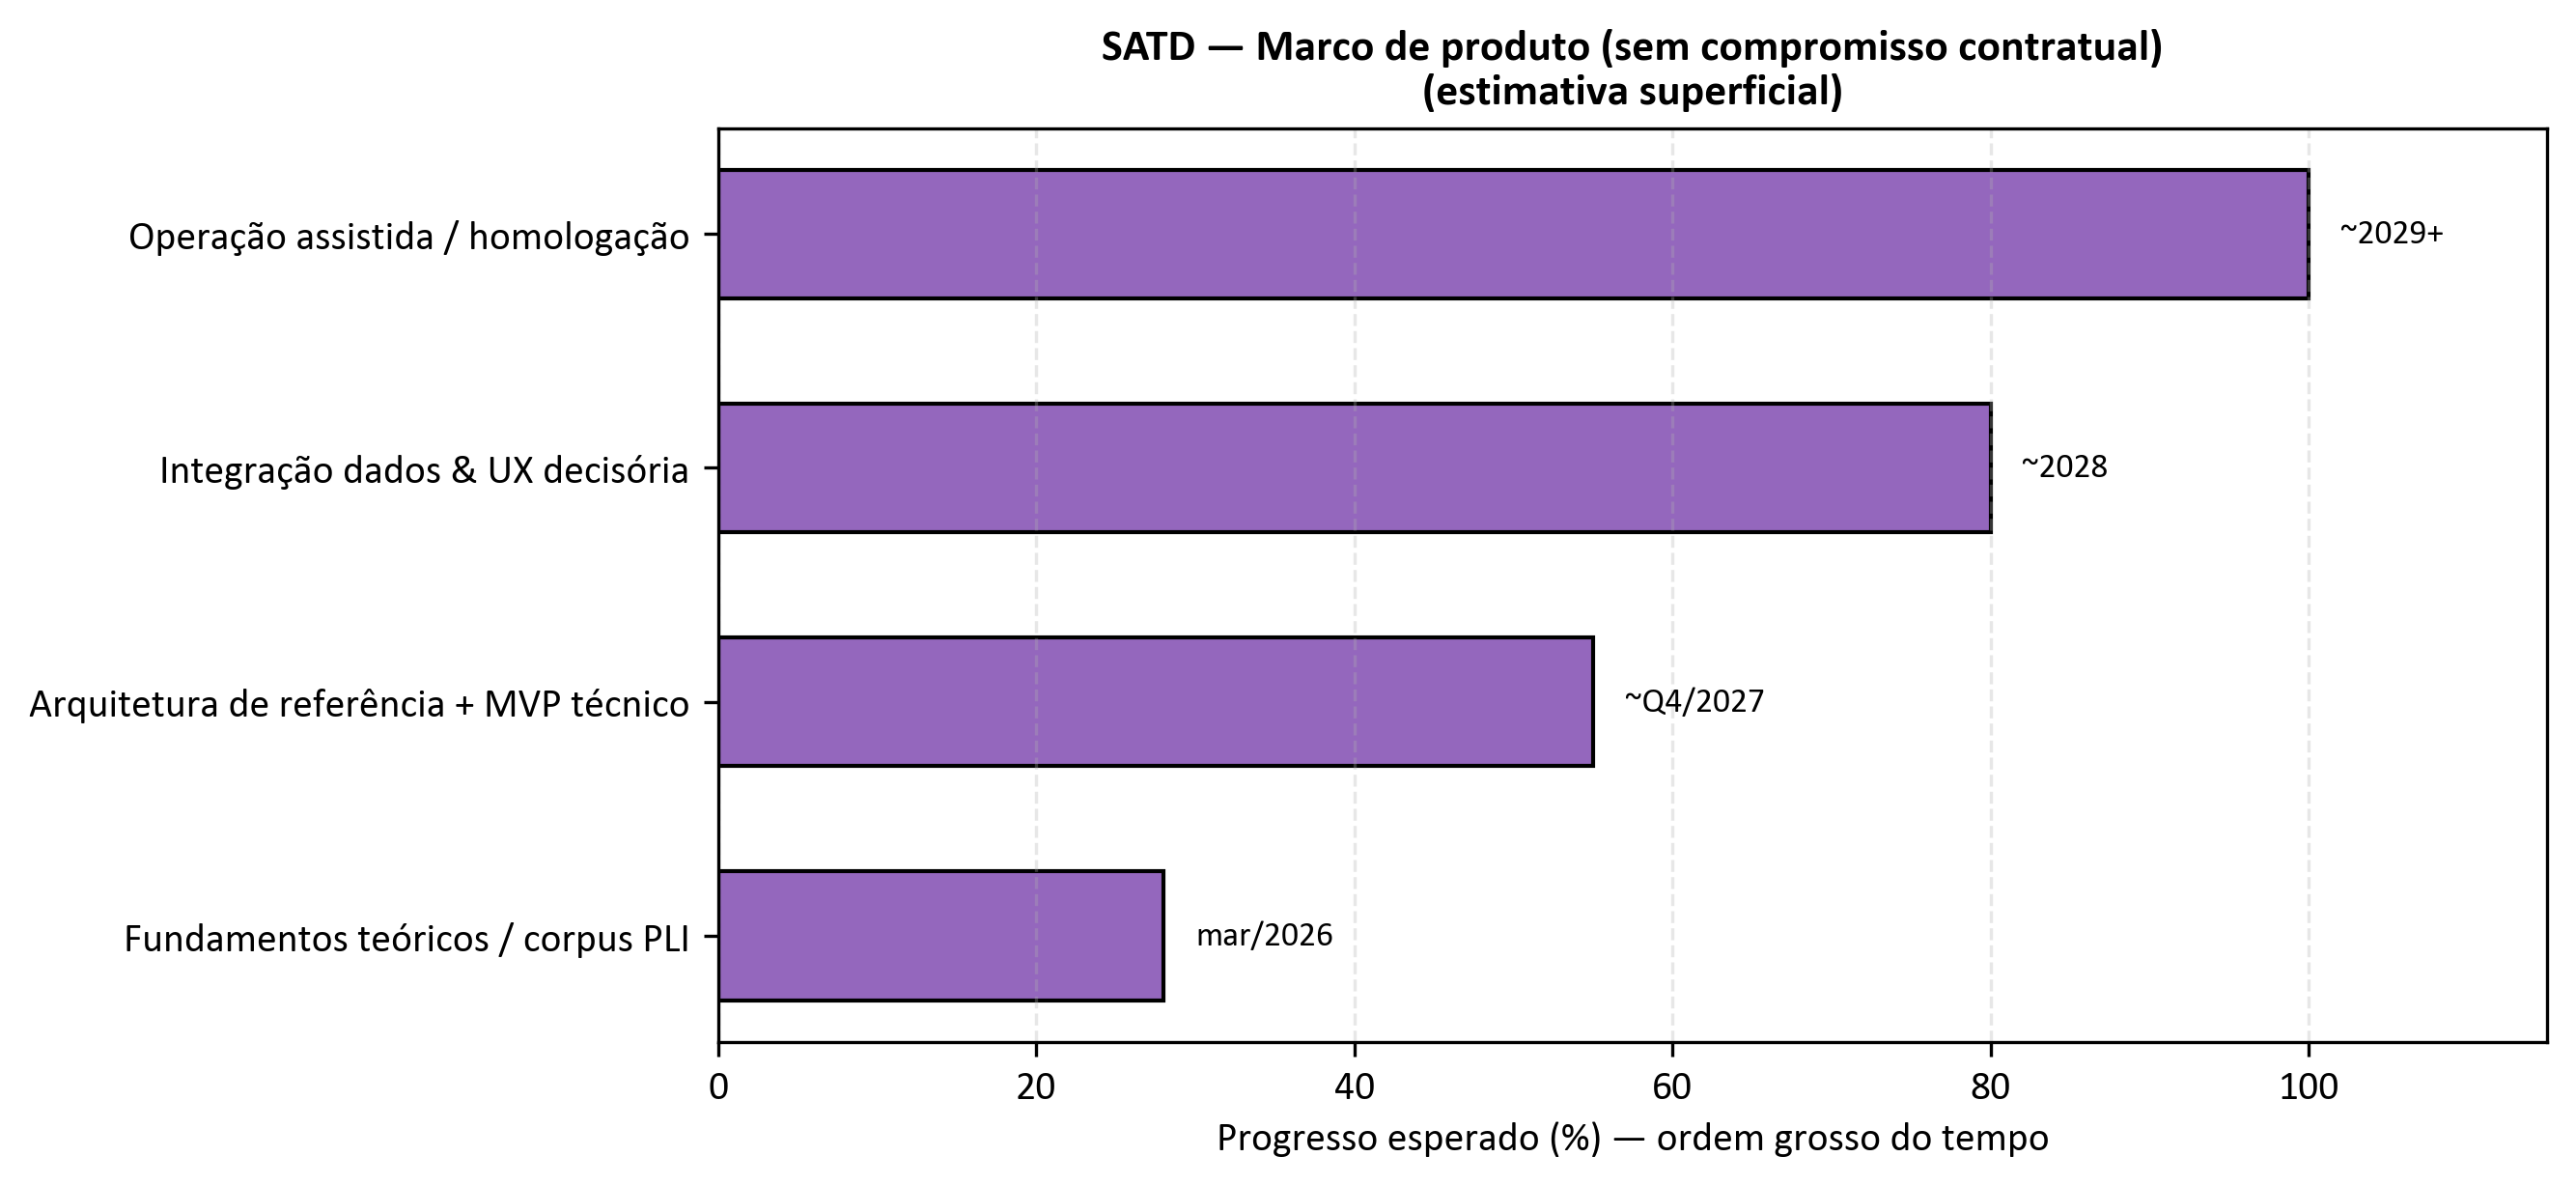 SATD — Marco de produto (sem compromisso contratual)
(estimativa superficial)
Operação assistida / homologação
~2029+
Integração dados & UX decisória
~2028
Arquitetura de referência + MVP técnico
~Q4/2027
Fundamentos teóricos / corpus PLI
mar/2026
0 20 40 60 80 100
Progresso esperado (%) — ordem grosso do tempo